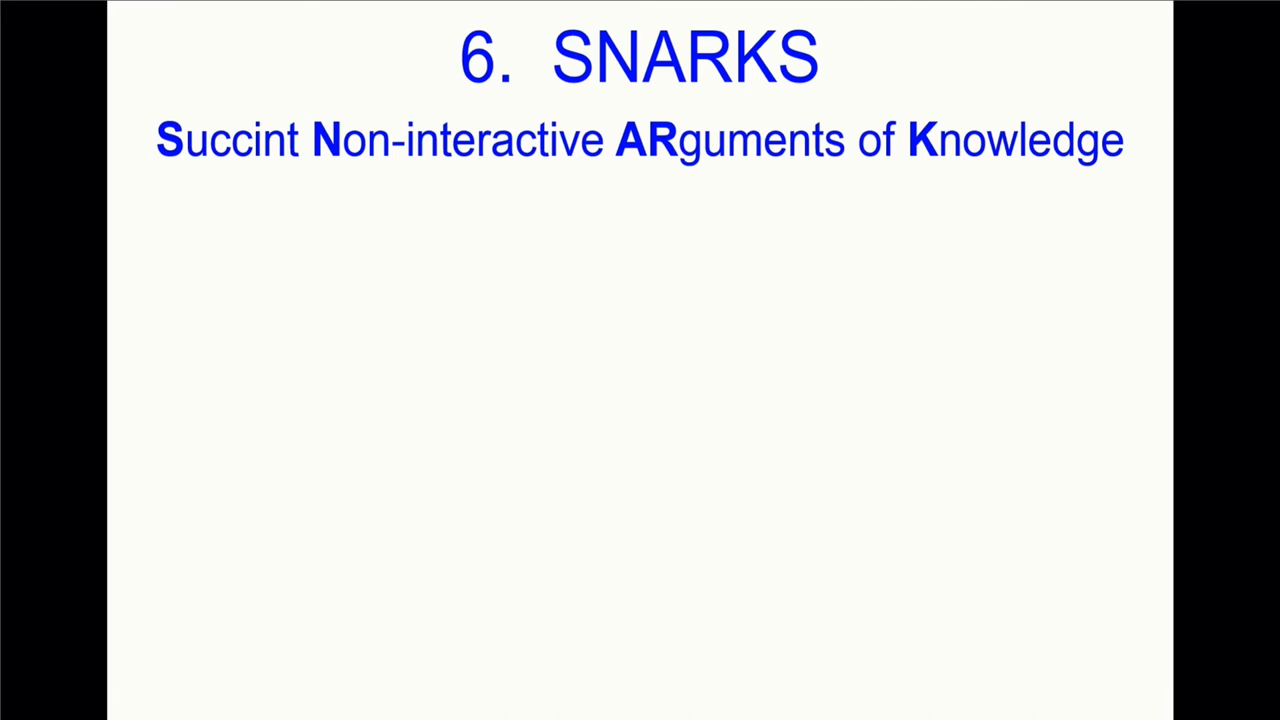 6. SNARKS
Succint Non-interactive ARguments of Knowledge